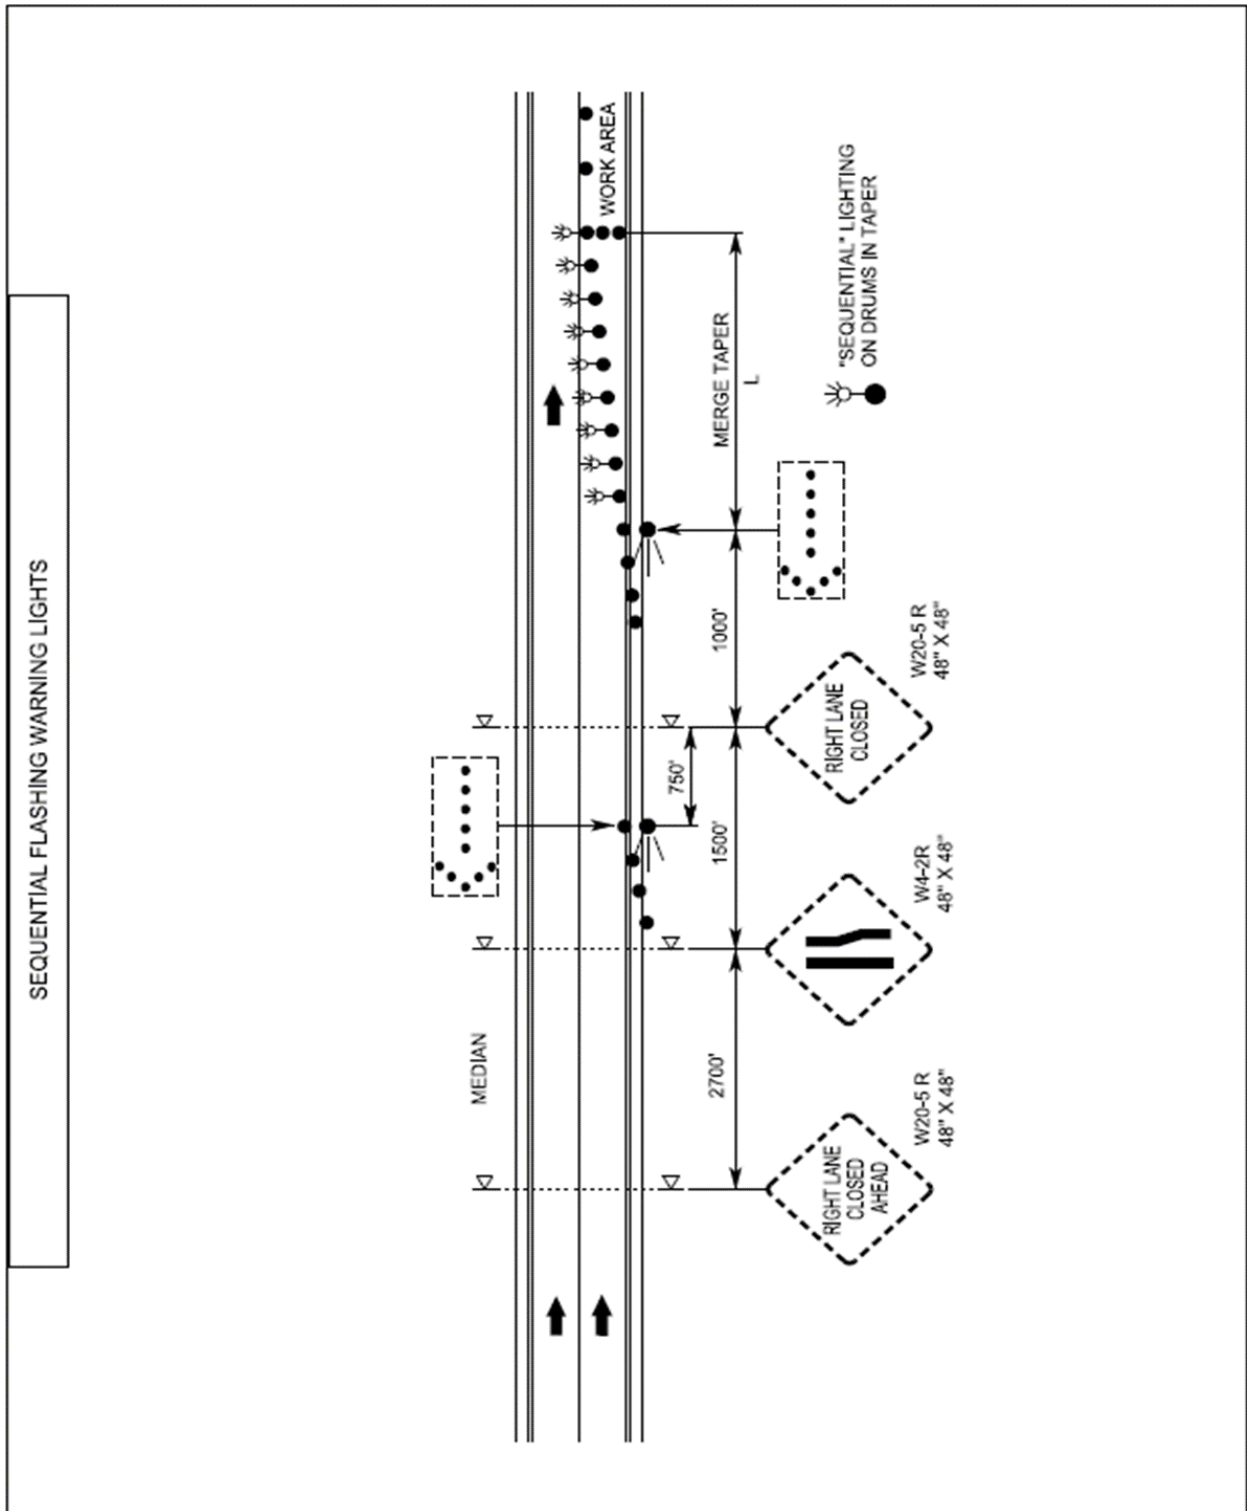 SEQUENTIAL FLASHING WARNING LIGHTS
MEDIAN
WORK AREA
2700'
1500'
750'
1000'
MERGE TAPER
L
"SEQUENTIAL" LIGHTING
ON DRUMS IN TAPER
RIGHT LANE
CLOSED
AHEAD
W20-5 R
48" X 48"
W4-2R
48" X 48"
RIGHT LANE
CLOSED
W20-5 R
48" X 48"